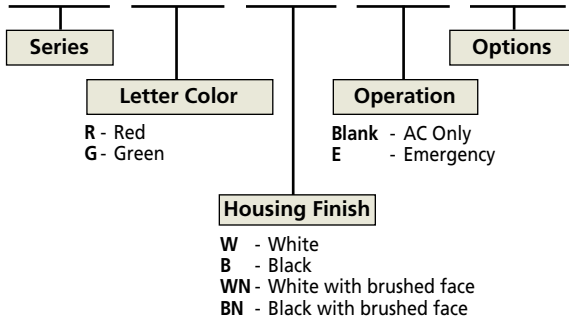 Series
Options
Letter Color
Operation
R - Red
G - Green
Blank - AC Only
E - Emergency
Housing Finish
W - White
B - Black
WN - White with brushed face
BN - Black with brushed face